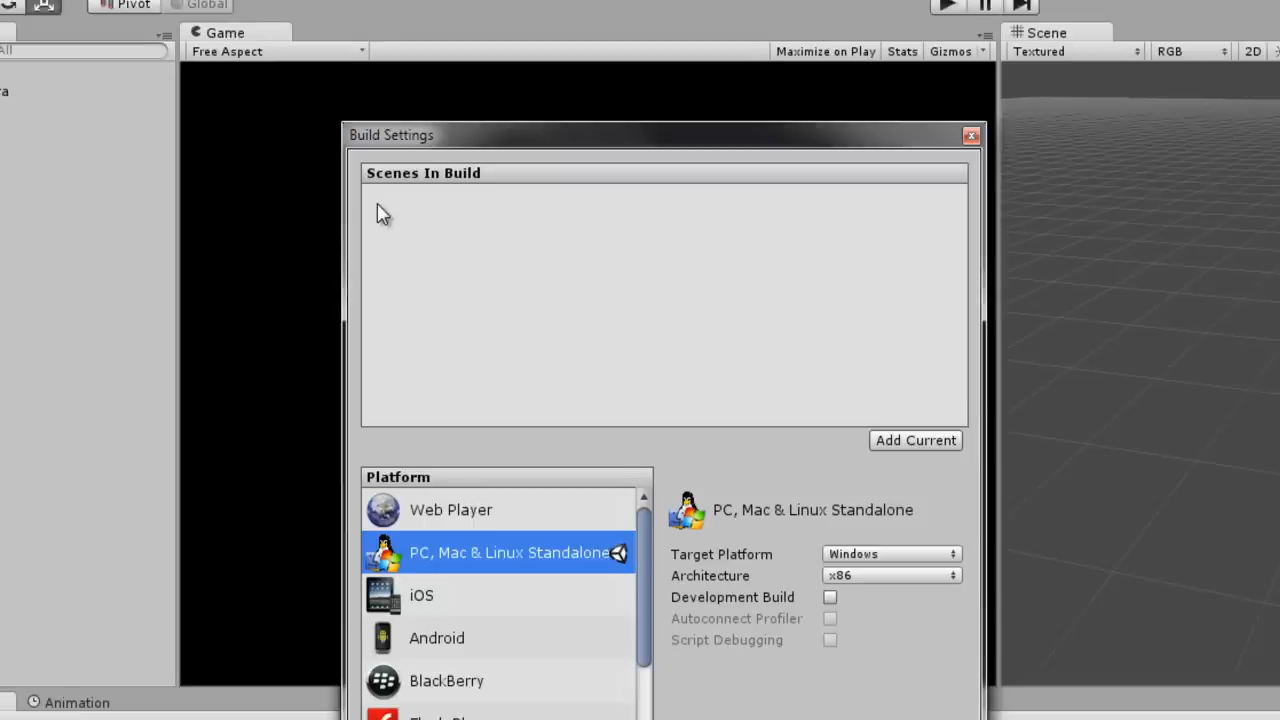 Pivot Global
Game Scene
All Free Aspect Maximize on Play Stats Gizmos Textured RGB 2D
ra
Build Settings
Scenes In Build
Add Current
Platform
Web Player PC, Mac & Linux Standalone
PC, Mac & Linux Standalone
Target Platform Windows
Architecture x86
iOS Development Build
Autoconnect Profiler
Android Script Debugging
BlackBerry
Animation